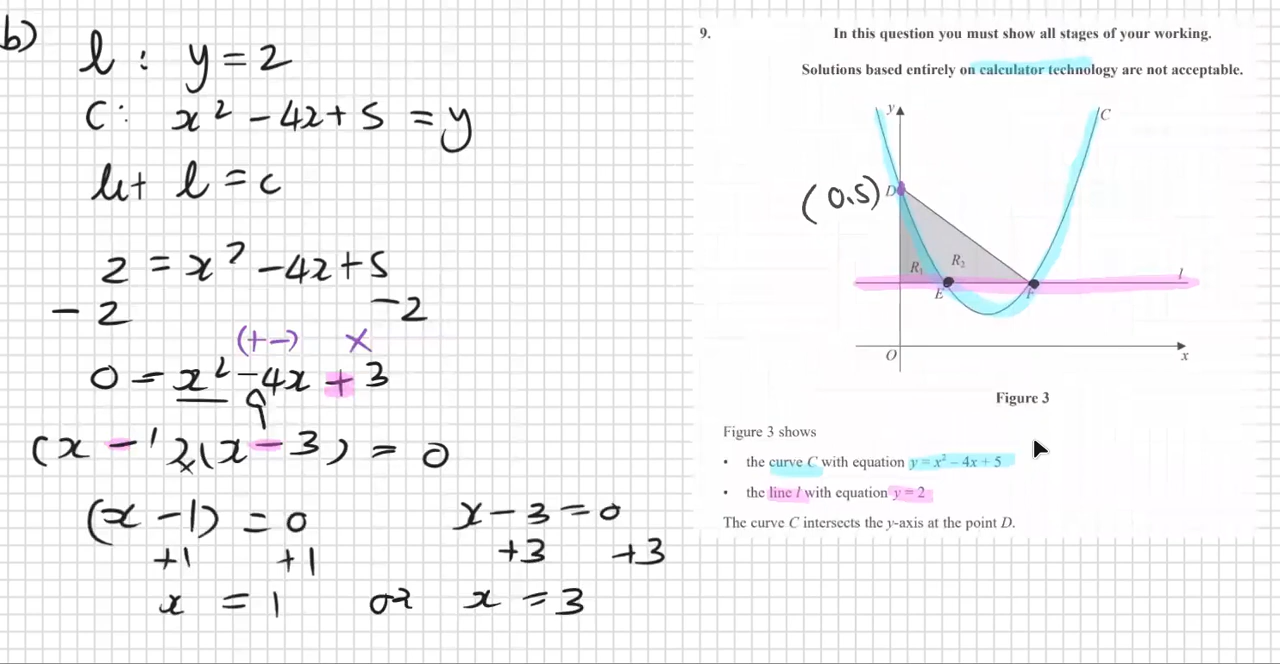 b)
l : y = 2
C: x² - 4x + 5 = y
let l = c
2 = x² - 4x + 5
- 2 - 2
(+ -) ×
0 = x² - 4x + 3
(x - 1)(x - 3) = 0
(x - 1) = 0 x - 3 = 0
+1 +1 +3 +3
x = 1 or x = 3
9. In this question you must show all stages of your working.
Solutions based entirely on calculator technology are not acceptable.
y C
(0,5) D
R₁ R₂ l
E F
O x
Figure 3
Figure 3 shows
• the curve C with equation y = x² - 4x + 5
• the line l with equation y = 2
The curve C intersects the y-axis at the point D.